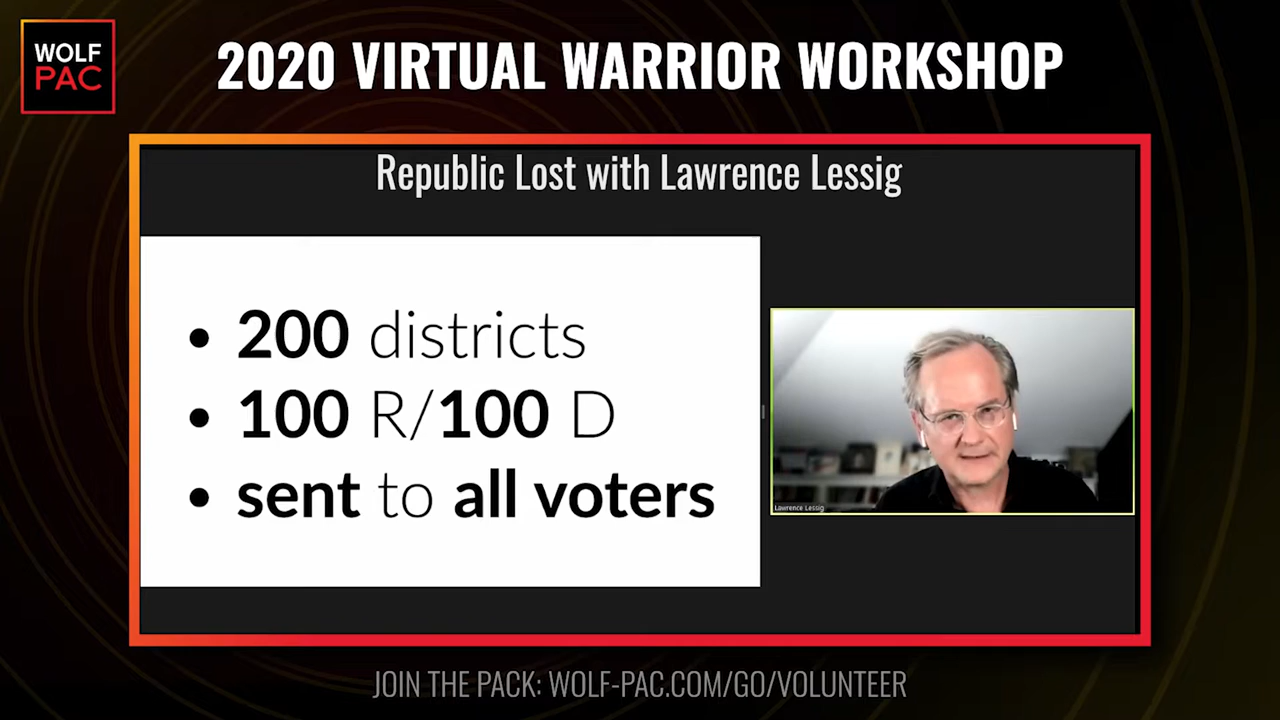 WOLF
PAC
2020 VIRTUAL WARRIOR WORKSHOP
Republic Lost with Lawrence Lessig
• 200 districts
• 100 R/100 D
• sent to all voters
Lawrence Lessig
JOIN THE PACK: WOLF-PAC.COM/GO/VOLUNTEER